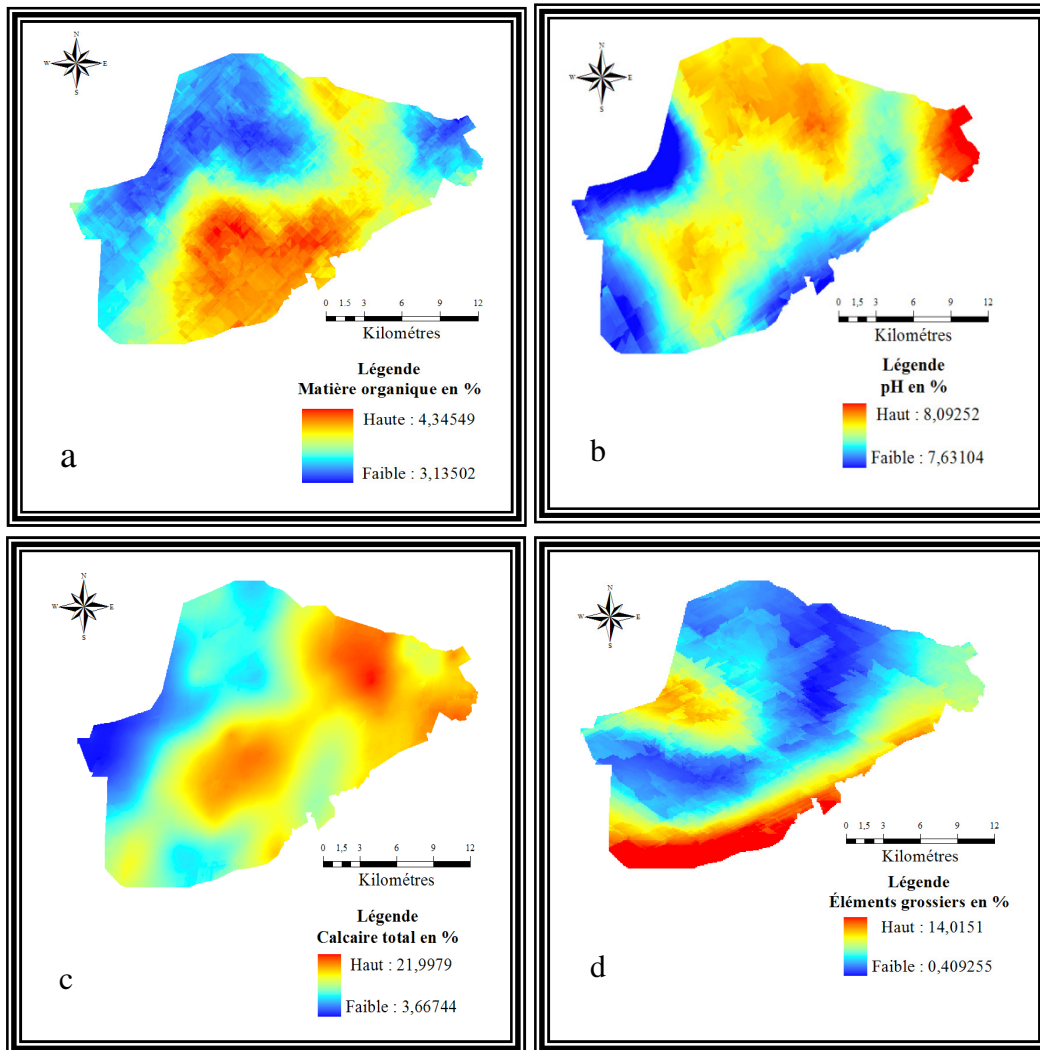 N
W E
S
0 1,5 3 6 9 12
Kilométres
Légende
Matière organique en %
Haute : 4,34549
Faible : 3,13502
a
N
W E
S
0 1,5 3 6 9 12
Kilométres
Légende
pH en %
Haut : 8,09252
Faible : 7,63104
b
N
W E
S
0 1,5 3 6 9 12
Kilométres
Légende
Calcaire total en %
Haut : 21,9979
Faible : 3,66744
c
N
W E
S
0 1,5 3 6 9 12
Kilométres
Légende
Éléments grossiers en %
Haut : 14,0151
Faible : 0,409255
d